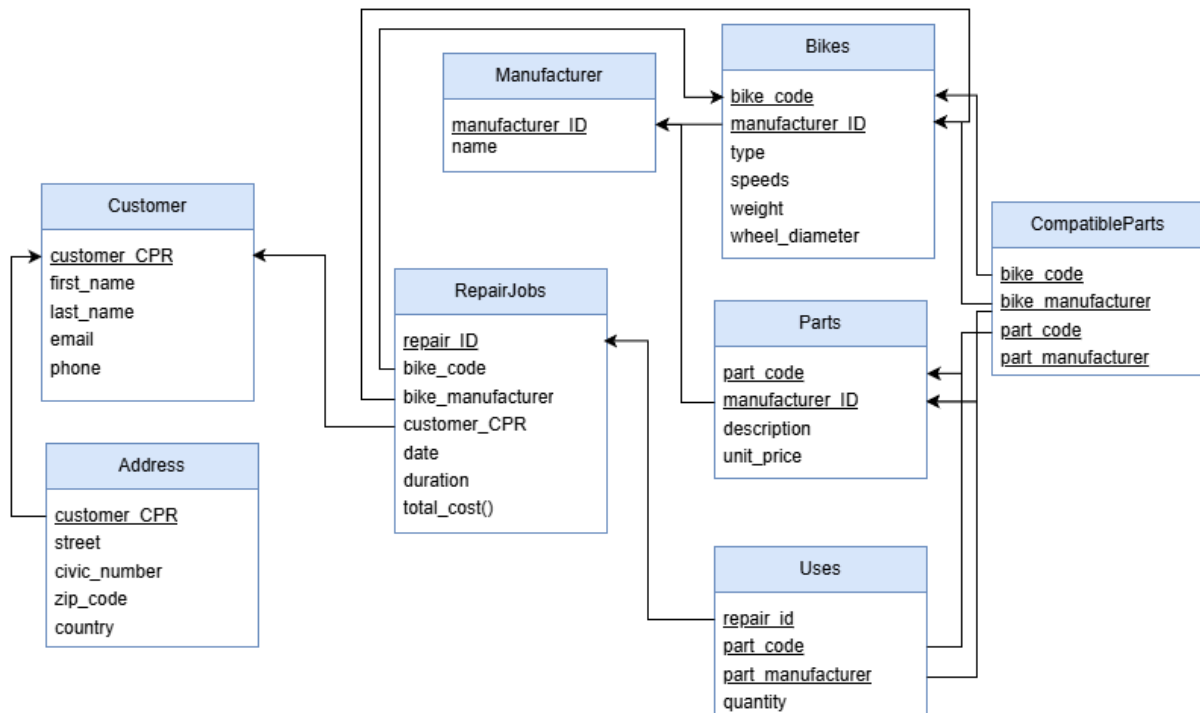 Bikes
bike_code
manufacturer_ID
type
speeds
weight
wheel_diameter
Manufacturer
manufacturer_ID
name
Customer
customer_CPR
first_name
last_name
email
phone
CompatibleParts
bike_code
bike_manufacturer
part_code
part_manufacturer
RepairJobs
repair_ID
bike_code
bike_manufacturer
customer_CPR
date
duration
total_cost()
Parts
part_code
manufacturer_ID
description
unit_price
Address
customer_CPR
street
civic_number
zip_code
country
Uses
repair_id
part_code
part_manufacturer
quantity